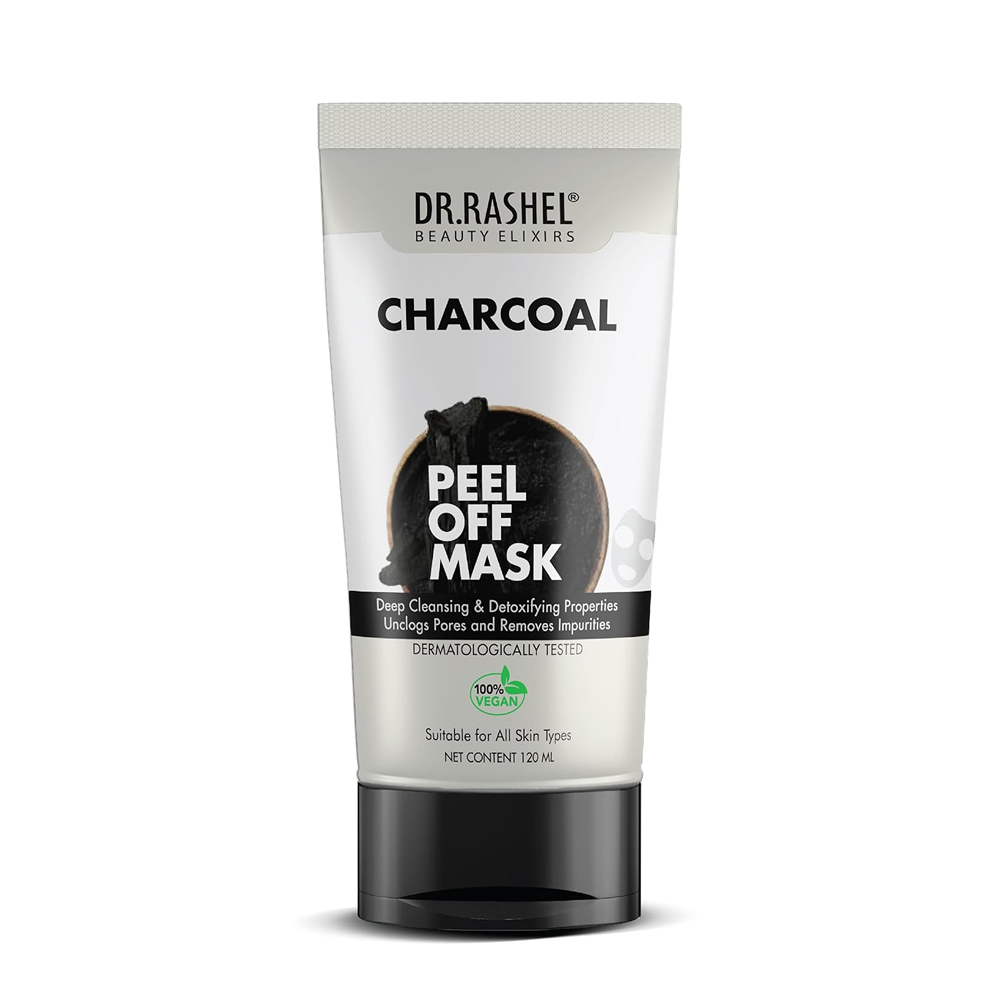 DR.RASHEL®
BEAUTY ELIXIRS
CHARCOAL
PEEL
OFF
MASK
Deep Cleansing & Detoxifying Properties
Unclogs Pores and Removes Impurities
DERMATOLOGICALLY TESTED
100%
VEGAN
Suitable for All Skin Types
NET CONTENT 120 ML